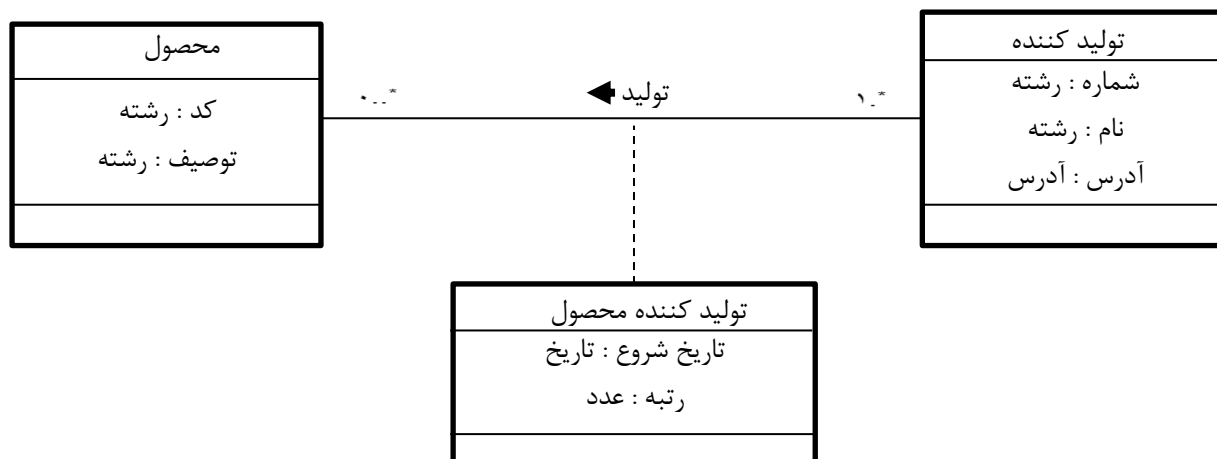 تولید کننده
شماره : رشته
نام : رشته
آدرس : آدرس
۱..*
تولید
۰..*
محصول
کد : رشته
توصیف : رشته
تولید کننده محصول
تاریخ شروع : تاریخ
رتبه : عدد